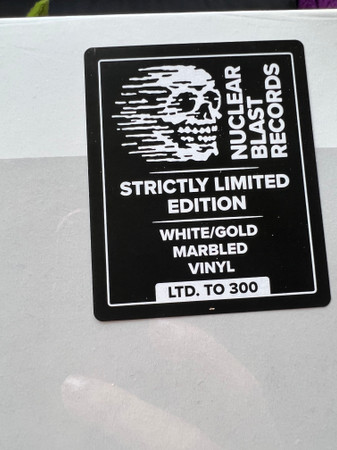 NUCLEAR
BLAST
RECORDS
STRICTLY LIMITED
EDITION
WHITE/GOLD
MARBLED
VINYL
LTD. TO 300